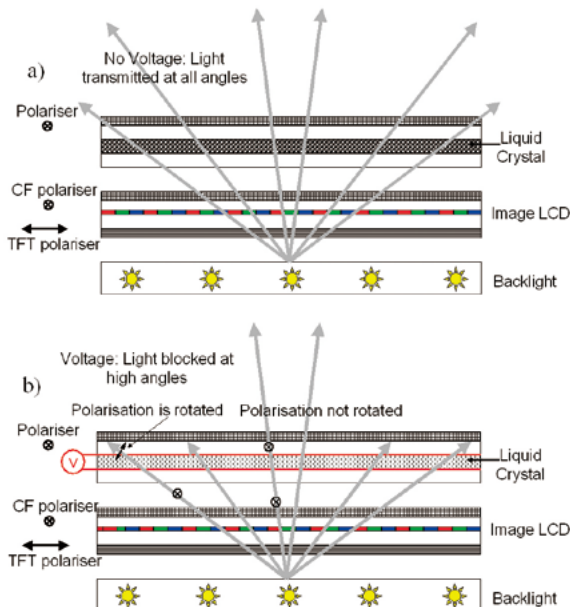 a)
No Voltage: Light
transmitted at all angles
Polariser
Liquid
Crystal
CF polariser
Image LCD
TFT polariser
Backlight
b)
Voltage: Light blocked at
high angles
Polarisation is rotated
Polarisation not rotated
Polariser
V
Liquid
Crystal
CF polariser
Image LCD
TFT polariser
Backlight